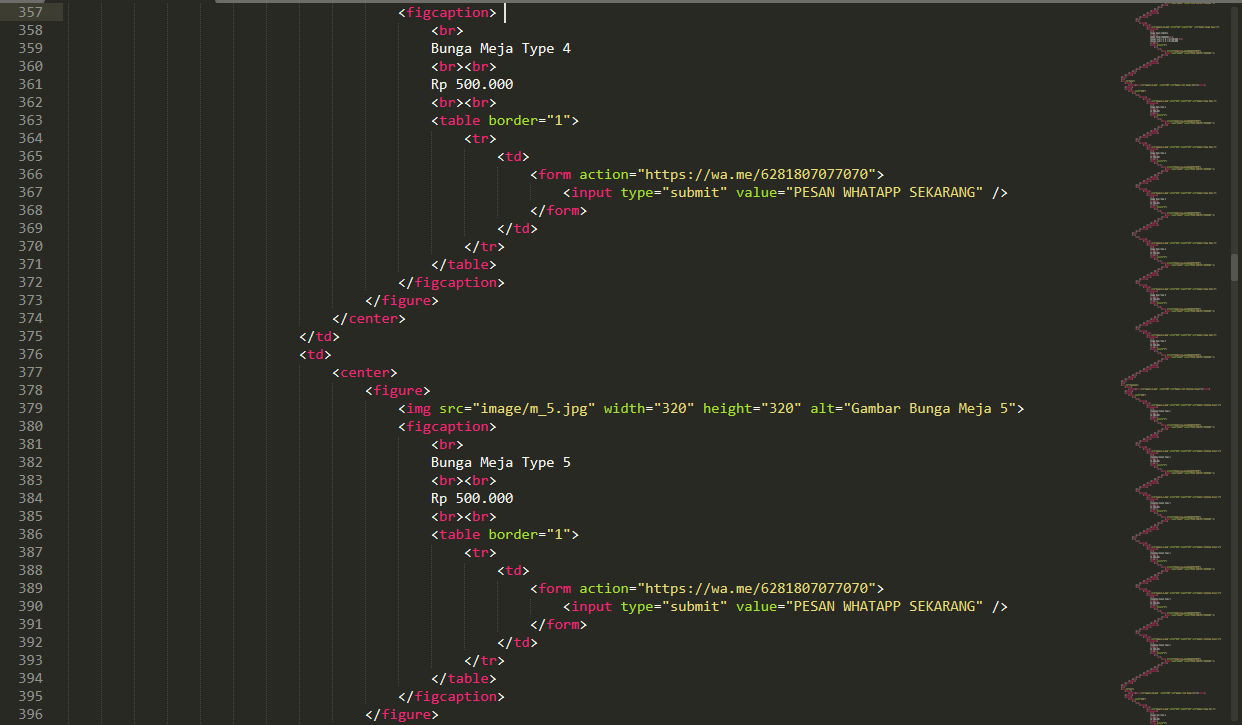 357 <figcaption>
358 <br>
359 Bunga Meja Type 4
360 <br><br>
361 Rp 500.000
362 <br><br>
363 <table border="1">
364 <tr>
365 <td>
366 <form action="https://wa.me/6281807077070">
367 <input type="submit" value="PESAN WHATAPP SEKARANG" />
368 </form>
369 </td>
370 </tr>
371 </table>
372 </figcaption>
373 </figure>
374 </center>
375 </td>
376 <td>
377 <center>
378 <figure>
379 <img src="image/m_5.jpg" width="320" height="320" alt="Gambar Bunga Meja 5">
380 <figcaption>
381 <br>
382 Bunga Meja Type 5
383 <br><br>
384 Rp 500.000
385 <br><br>
386 <table border="1">
387 <tr>
388 <td>
389 <form action="https://wa.me/6281807077070">
390 <input type="submit" value="PESAN WHATAPP SEKARANG" />
391 </form>
392 </td>
393 </tr>
394 </table>
395 </figcaption>
396 </figure>